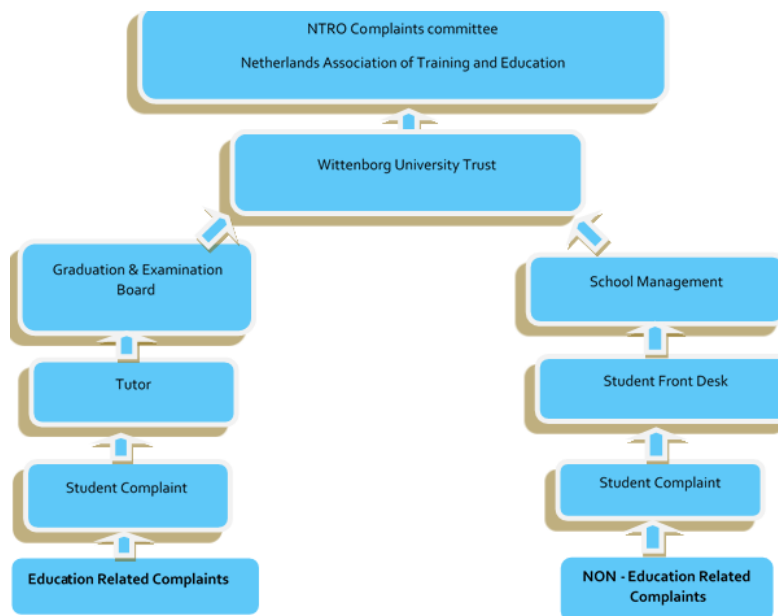 NTRO Complaints committee
Netherlands Association of Training and Education
Wittenborg University Trust
Graduation & Examination
Board
School Management
Tutor
Student Front Desk
Student Complaint
Student Complaint
Education Related Complaints
NON - Education Related
Complaints